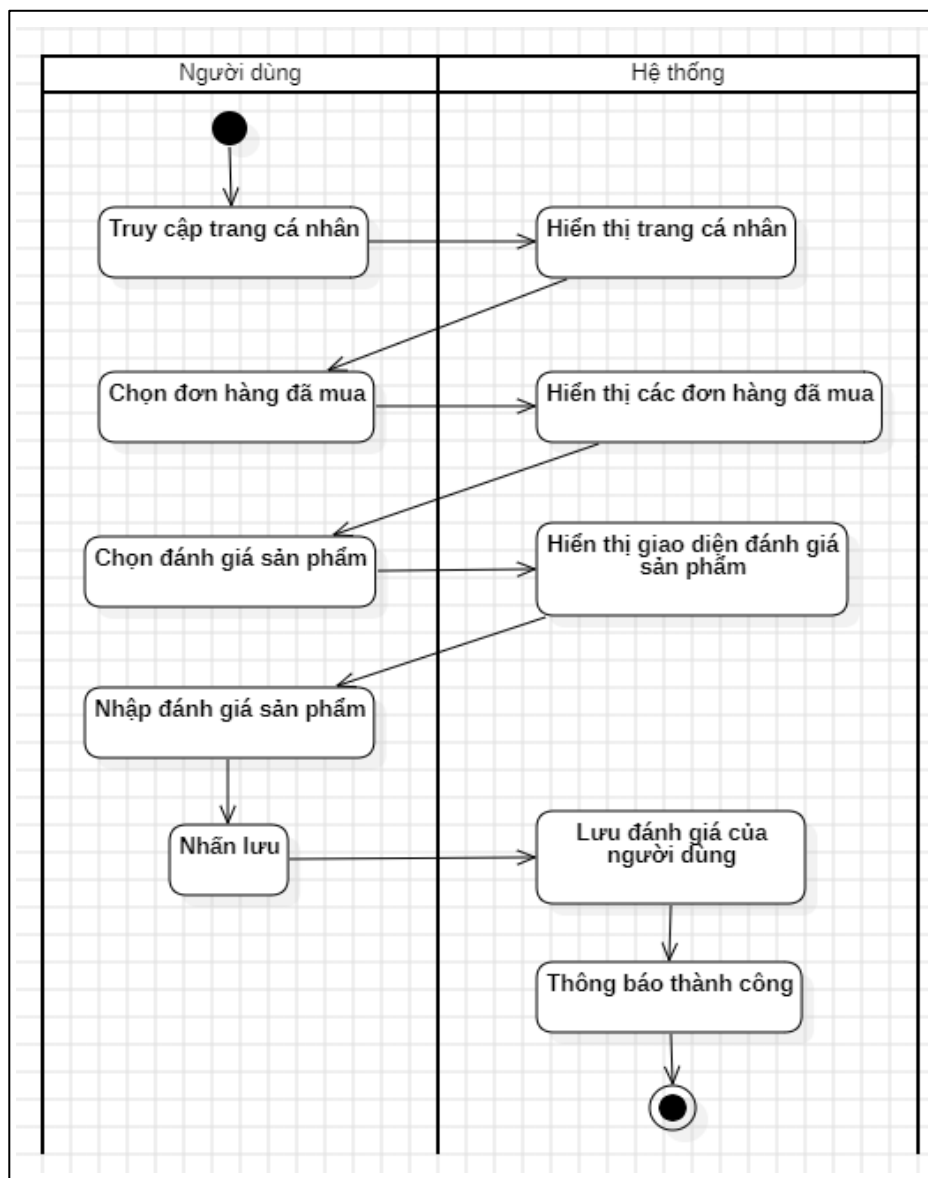 Người dùng
Hệ thống
Truy cập trang cá nhân
Hiển thị trang cá nhân
Chọn đơn hàng đã mua
Hiển thị các đơn hàng đã mua
Chọn đánh giá sản phẩm
Hiển thị giao diện đánh giá
sản phẩm
Nhập đánh giá sản phẩm
Nhấn lưu
Lưu đánh giá của
người dùng
Thông báo thành công